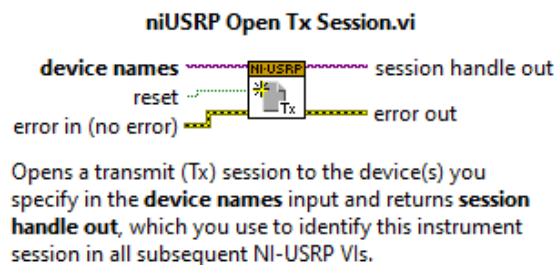 niUSRP Open Tx Session.vi
device names
NI-USRP
session handle out
reset
Tx
error in (no error)
error out
Opens a transmit (Tx) session to the device(s) you
specify in the device names input and returns session
handle out, which you use to identify this instrument
session in all subsequent NI-USRP VIs.